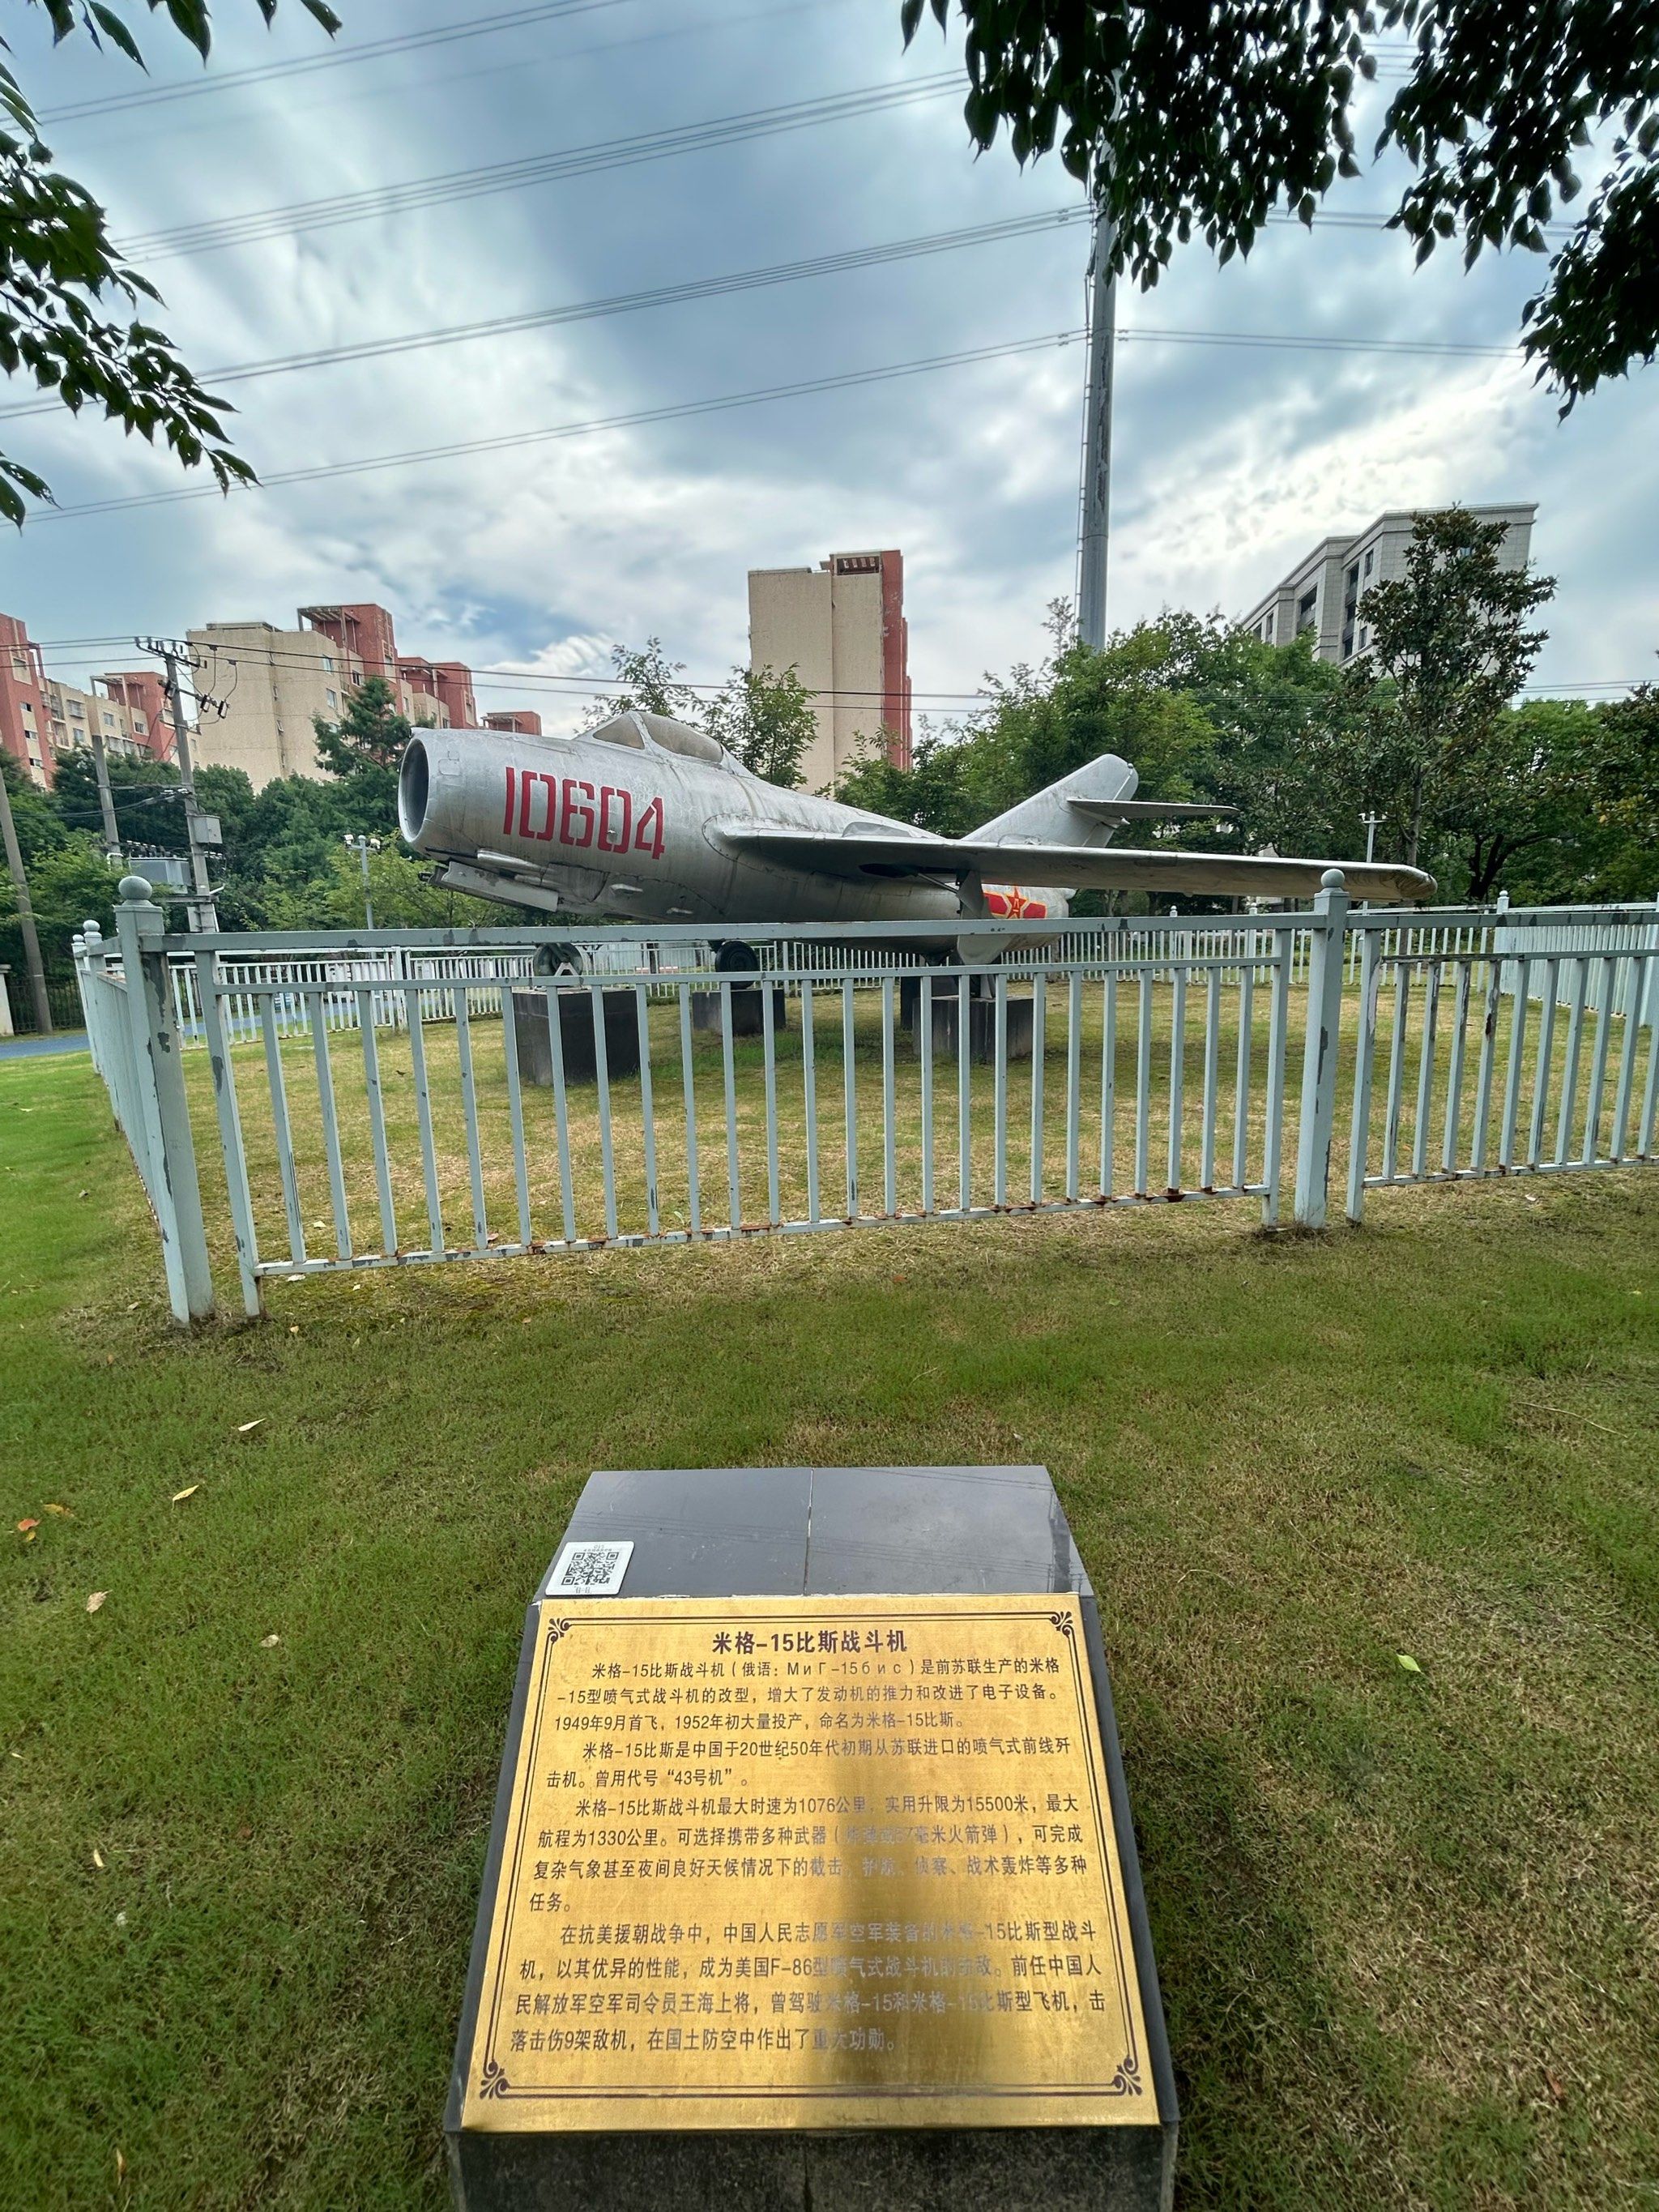 10604
米格-15比斯战斗机
米格-15比斯战斗机（俄语：МиГ-15бис）是前苏联生产的米格
-15型喷气式战斗机的改型，增大了发动机的推力和改进了电子设备。
1949年9月首飞，1952年初大量投产，命名为米格-15比斯。
米格-15比斯是中国于20世纪50年代初期从苏联进口的喷气式前线歼
击机。曾用代号“43号机”。
米格-15比斯战斗机最大时速为1076公里，实用升限为15500米，最大
航程为1330公里。可选择携带多种武器（毫米火箭弹），可完成
复杂气象甚至夜间良好天候情况下的截击、侦察、战术轰炸等多种
任务。
在抗美援朝战争中，中国人民志愿军空军装备的米格-15比斯型战斗
机，以其优异的性能，成为美国F-86型喷气式战斗机的劲敌。前任中国人
民解放军空军司令员王海上将，曾驾驶米格-15和米格-15比斯型飞机，击
落击伤9架敌机，在国土防空中作出了重大功勋。